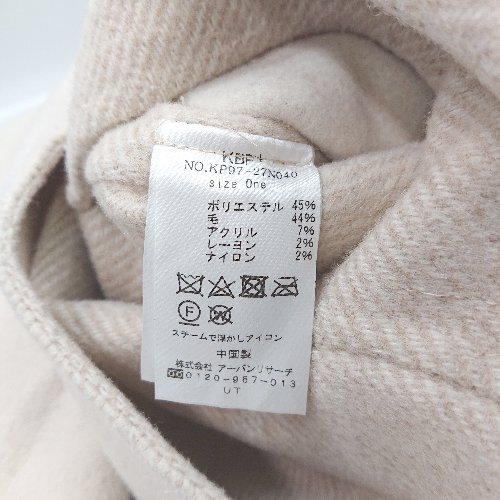 KBF+
NO.KP97-27N040
size One
ポリエステル 45%
毛 44%
アクリル 7%
レーヨン 2%
ナイロン 2%
F W
スチームで浮かしアイロン
中国製
株式会社 アーバンリサーチ
0120-967-013
UT